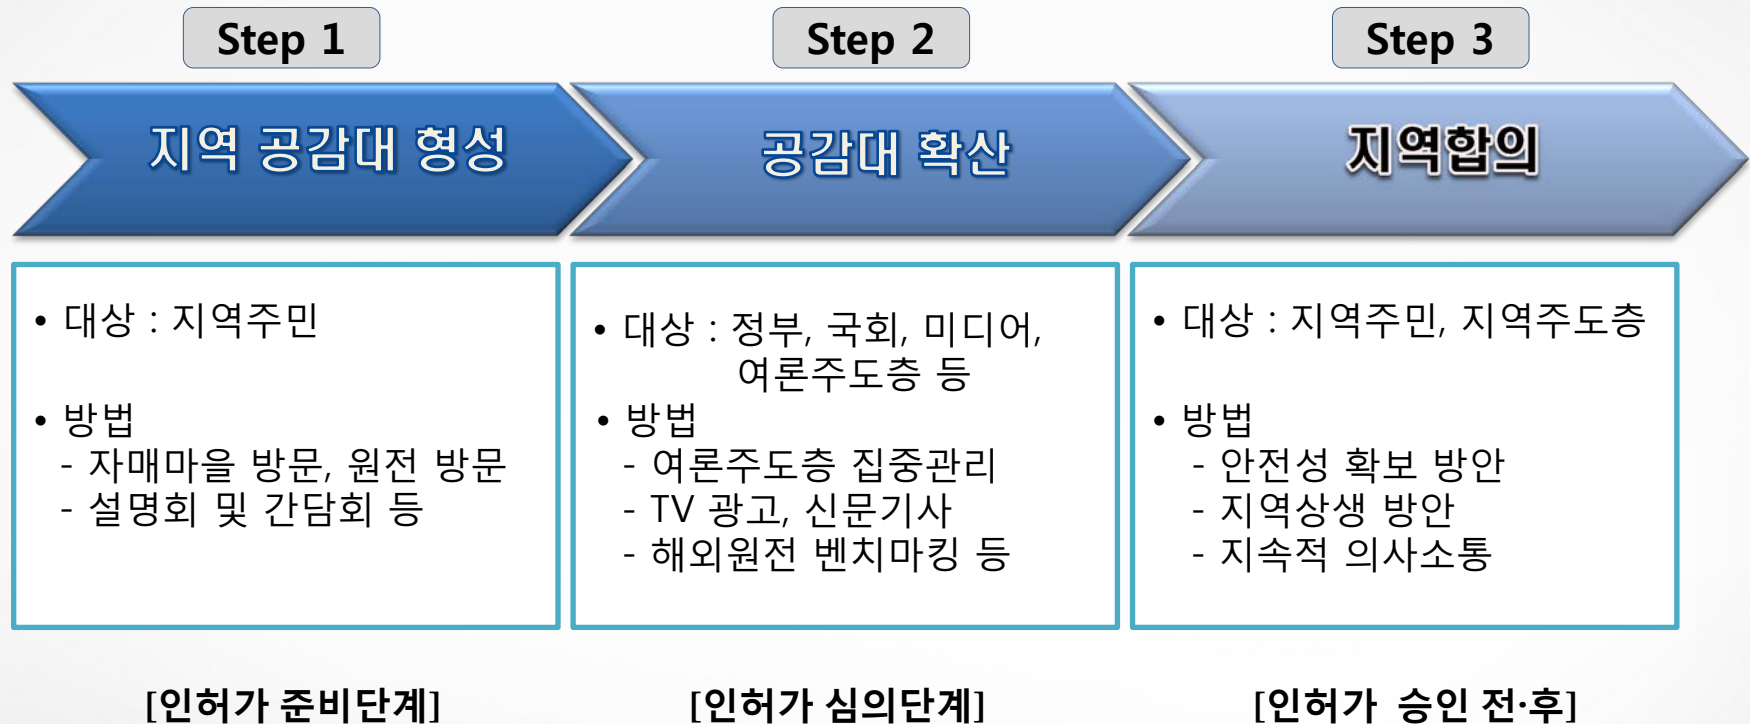 Step 1
지역 공감대 형성
• 대상 : 지역주민
• 방법
- 자매마을 방문, 원전 방문
- 설명회 및 간담회 등
[인허가 준비단계]
Step 2
공감대 확산
• 대상 : 정부, 국회, 미디어,
여론주도층 등
• 방법
- 여론주도층 집중관리
- TV 광고, 신문기사
- 해외원전 벤치마킹 등
[인허가 심의단계]
Step 3
지역합의
• 대상 : 지역주민, 지역주도층
• 방법
- 안전성 확보 방안
- 지역상생 방안
- 지속적 의사소통
[인허가 승인 전·후]